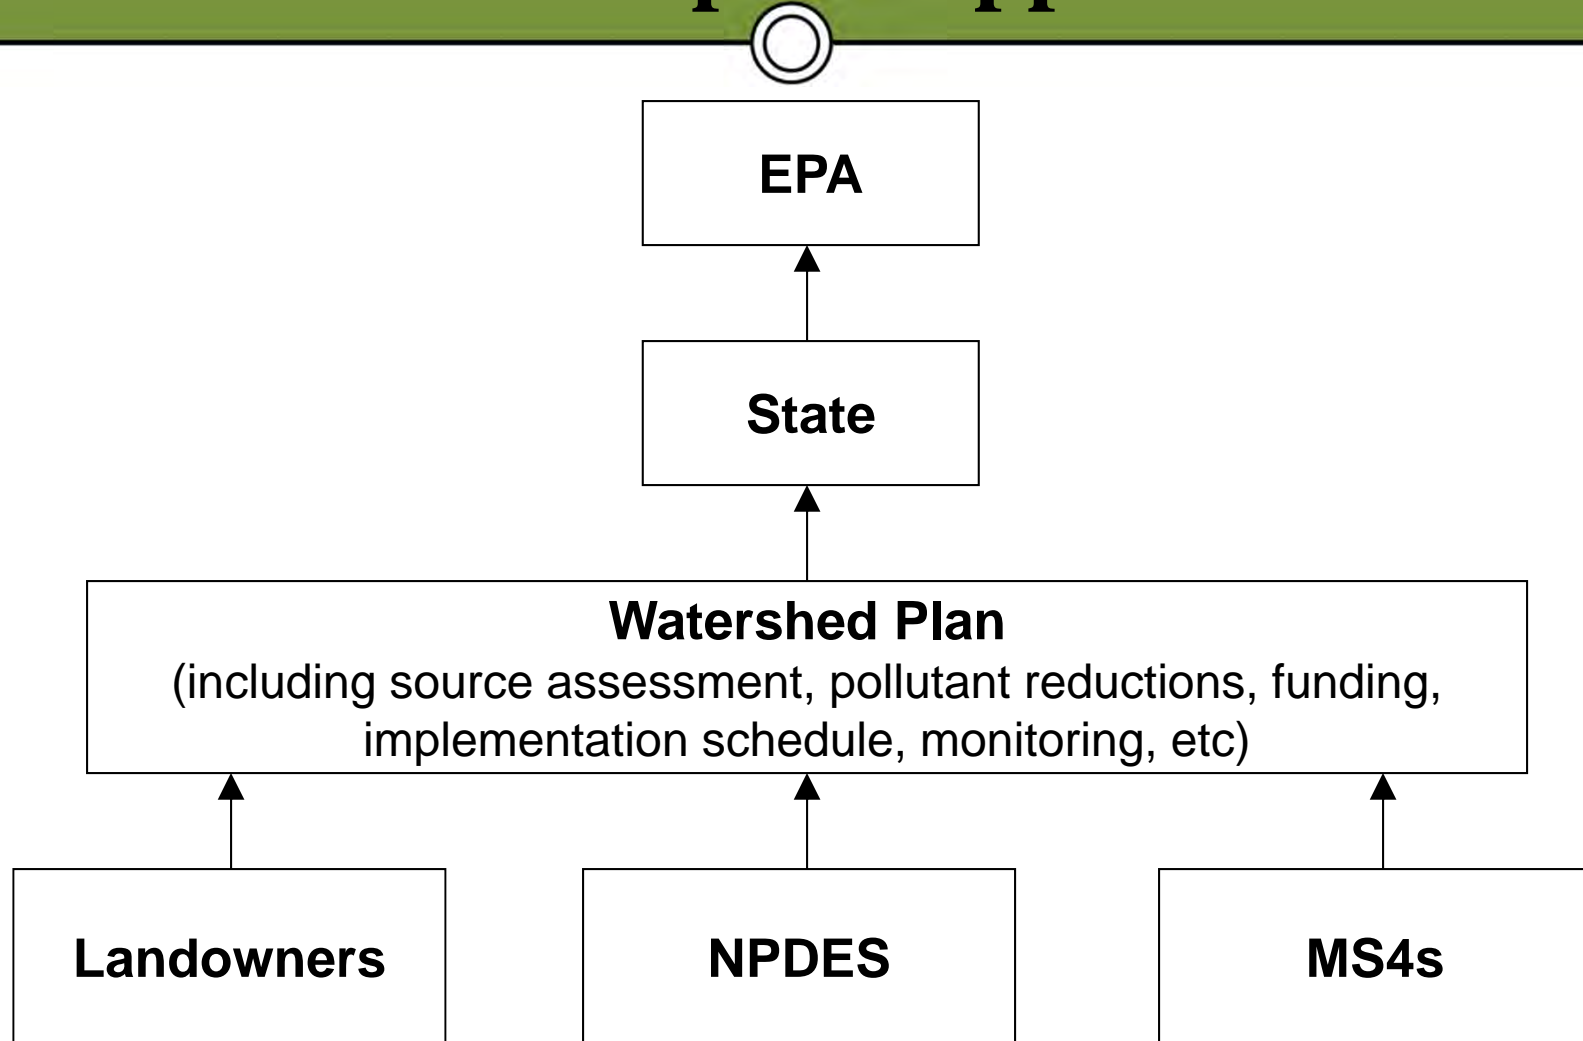 EPA
State
Watershed Plan
(including source assessment, pollutant reductions, funding,
implementation schedule, monitoring, etc)
Landowners
NPDES
MS4s